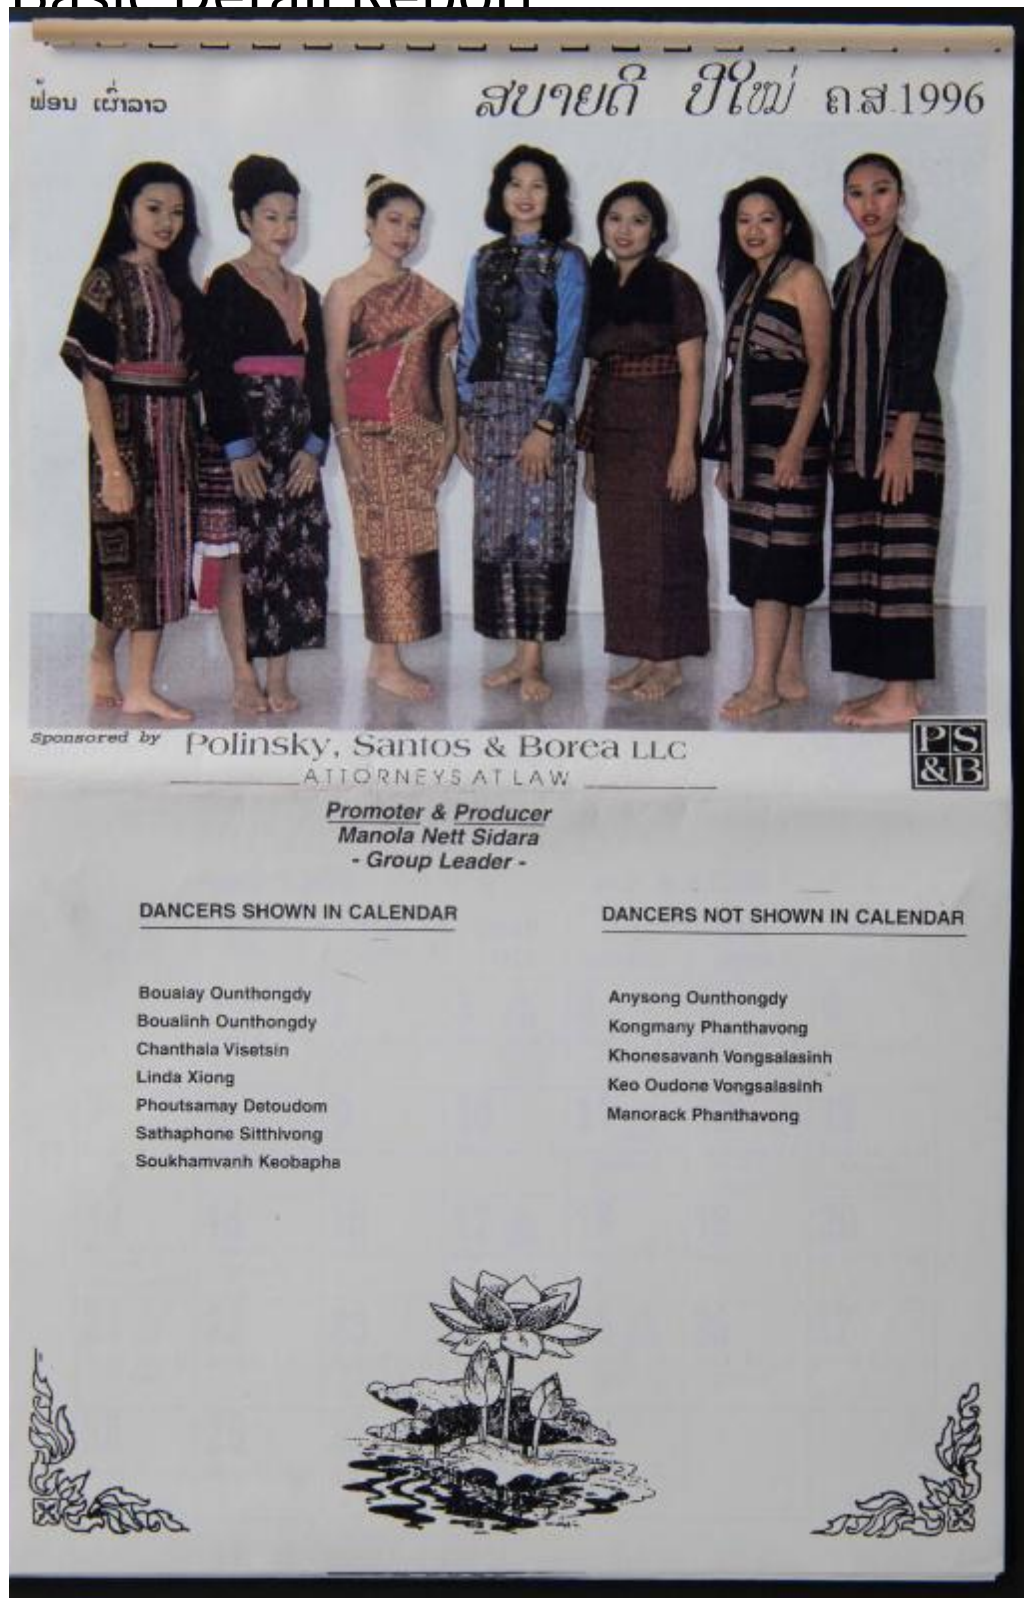 Basic Detail Report
ຟ້ອນ ເຜົ່າລາວ
ສບາຍດີ ປີໃໝ່ ຄ.ສ.1996
Sponsored by Polinsky, Santos & Borea LLC
ATTORNEYS AT LAW
PS
&B
Promoter & Producer
Manola Nett Sidara
- Group Leader -
DANCERS SHOWN IN CALENDAR
Boualay Ounthongdy
Boualinh Ounthongdy
Chanthala Visetsin
Linda Xiong
Phoutsamay Detoudom
Sathaphone Sitthivong
Soukhamvanh Keobapha
DANCERS NOT SHOWN IN CALENDAR
Anysong Ounthongdy
Kongmany Phanthavong
Khonesavanh Vongsalasinh
Keo Oudone Vongsalasinh
Manorack Phanthavong